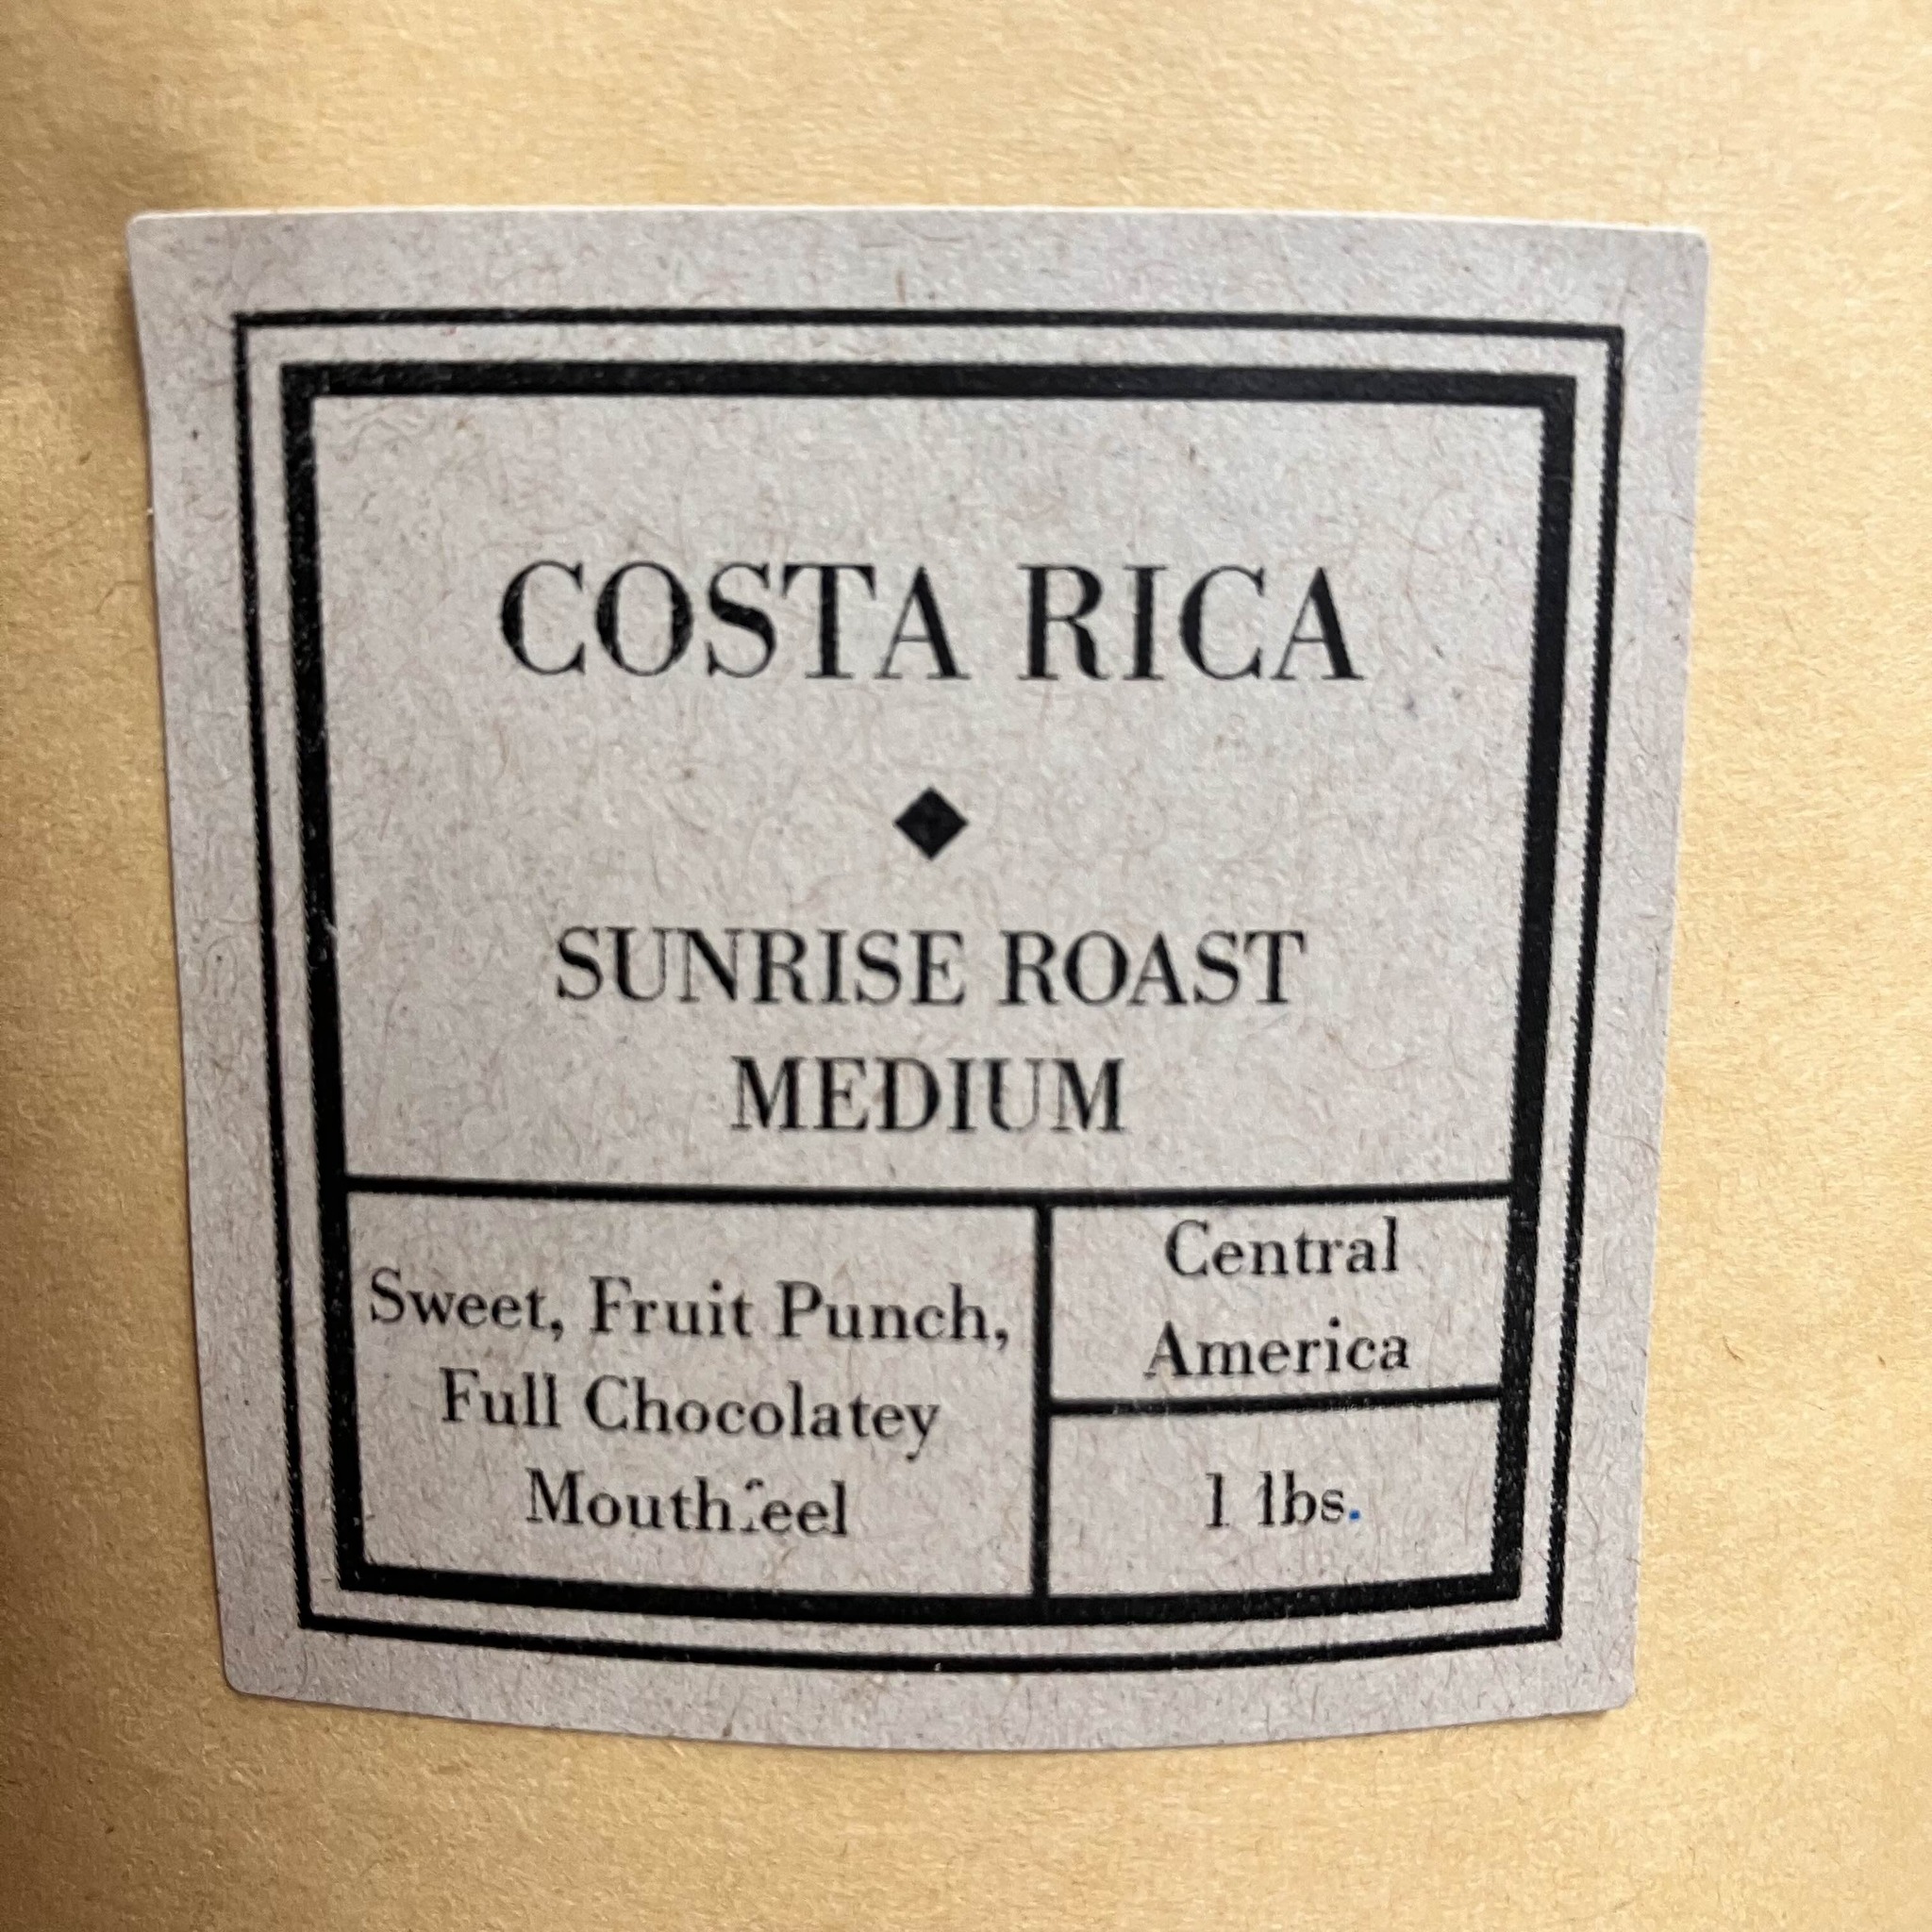 COSTA RICA
SUNRISE ROAST
MEDIUM
Sweet, Fruit Punch,
Full Chocolatey
Mouthfeel
Central
America
1 lbs.